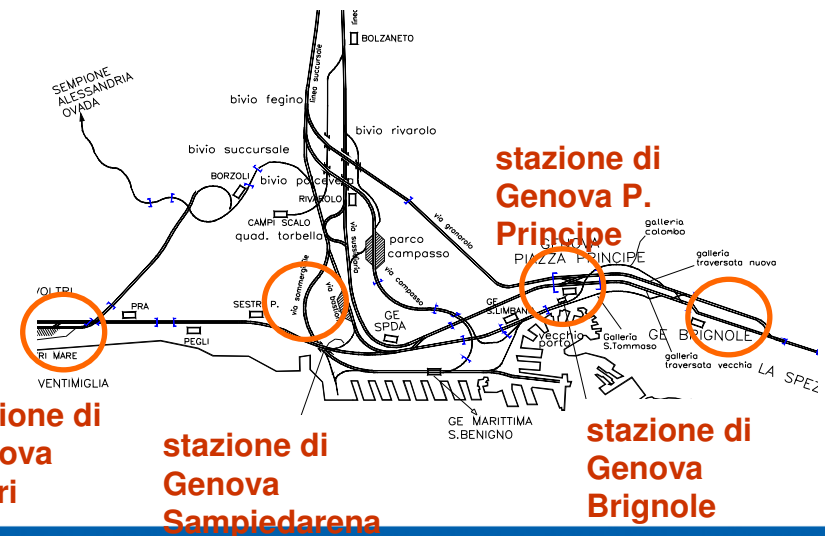 linea
BOLZANETO
SEMPIONE
ALESSANDRIA
OVADA
linea succursale
bivio fegino
bivio rivarolo
bivio succursale
stazione di
Genova P.
Principe
BORZOLI
bivio polcevera
RIVAROLO
CAMPI SCALO
quad. torbella
via sussidiaria
parco
campasso
via granarolo
galleria
colombo
GENOVA
PIAZZA PRINCIPE
galleria
traversata nuova
via sommergibile
via bastioni
via campasso
VOLTRI
PRA
SESTRI P.
PEGLI
GE
SPDA
GE
S.LIMBANIA
vecchio
porto
Galleria
S.Tommaso
GE BRIGNOLE
galleria
traversata vecchia
TRI MARE
VENTIMIGLIA
LA SPEZ
GE MARITTIMA
S.BENIGNO
ione di
ova
ri
stazione di
Genova
Sampiedarena
stazione di
Genova
Brignole